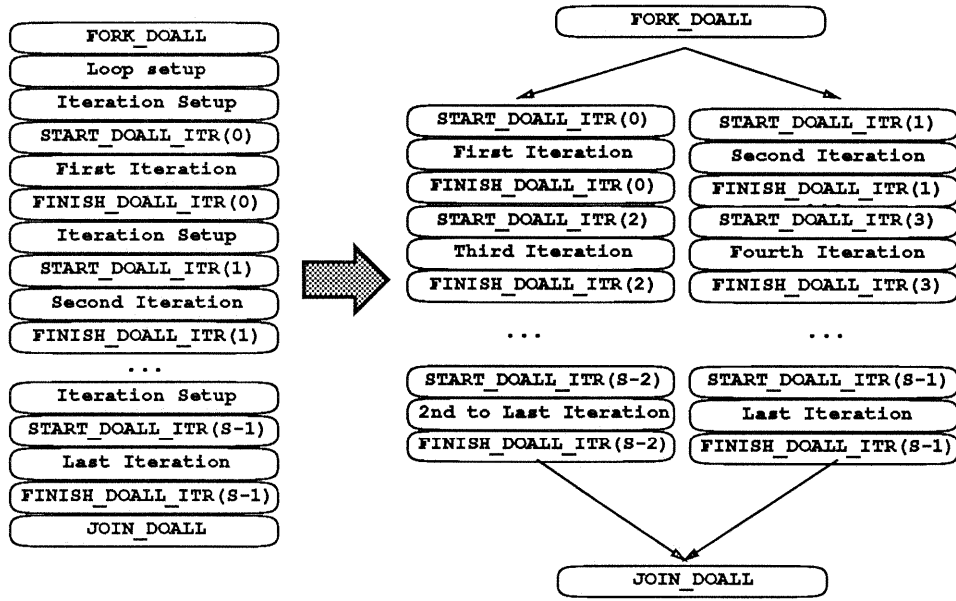 FORK_DOALL
Loop setup
Iteration Setup
START_DOALL_ITR(0)
First Iteration
FINISH_DOALL_ITR(0)
Iteration Setup
START_DOALL_ITR(1)
Second Iteration
FINISH_DOALL_ITR(1)
...
Iteration Setup
START_DOALL_ITR(S-1)
Last Iteration
FINISH_DOALL_ITR(S-1)
JOIN_DOALL
FORK_DOALL
START_DOALL_ITR(0)
First Iteration
FINISH_DOALL_ITR(0)
START_DOALL_ITR(2)
Third Iteration
FINISH_DOALL_ITR(2)
...
START_DOALL_ITR(S-2)
2nd to Last Iteration
FINISH_DOALL_ITR(S-2)
START_DOALL_ITR(1)
Second Iteration
FINISH_DOALL_ITR(1)
START_DOALL_ITR(3)
Fourth Iteration
FINISH_DOALL_ITR(3)
...
START_DOALL_ITR(S-1)
Last Iteration
FINISH_DOALL_ITR(S-1)
JOIN_DOALL